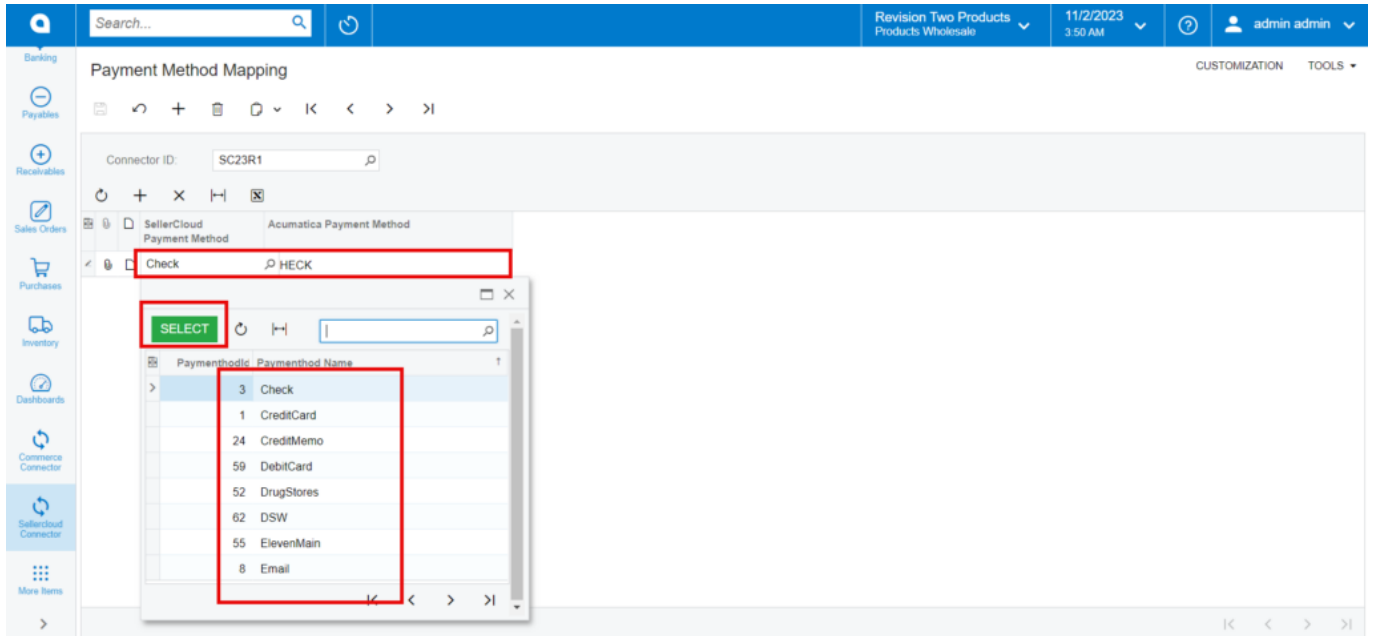 Search...
Revision Two Products
Products Wholesale
11/2/2023
3:50 AM
admin admin
Banking
Payment Method Mapping
CUSTOMIZATION
TOOLS
Payables
Connector ID: SC23R1
Receivables
Sales Orders
SellerCloud
Payment Method
Acumatica Payment Method
Check HECK
Purchases
SELECT
Inventory
PaymenthodId Paymenthod Name
3 Check
Dashboards
1 CreditCard
24 CreditMemo
Commerce
Connector
59 DebitCard
52 DrugStores
62 DSW
Sellercloud
Connector
55 ElevenMain
8 Email
More Items